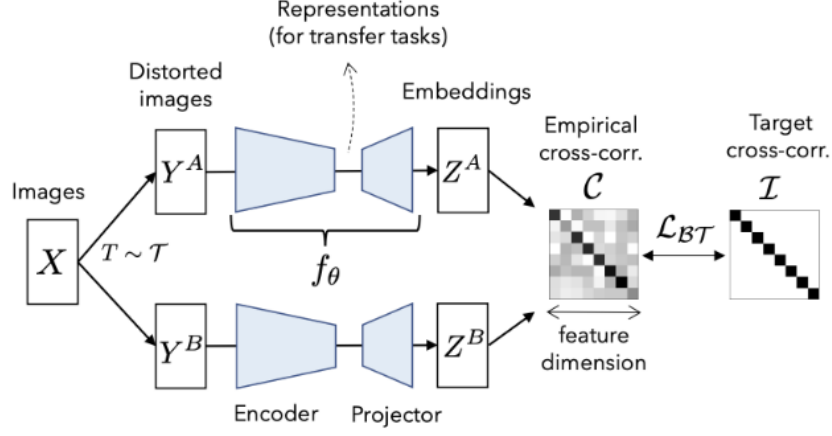 Representations
(for transfer tasks)
Distorted
images
Embeddings
Empirical
cross-corr.
Target
cross-corr.
Images
Y^A
Z^A
C
I
X
T ~ T
L_BT
f_θ
Y^B
Z^B
feature
dimension
Encoder
Projector